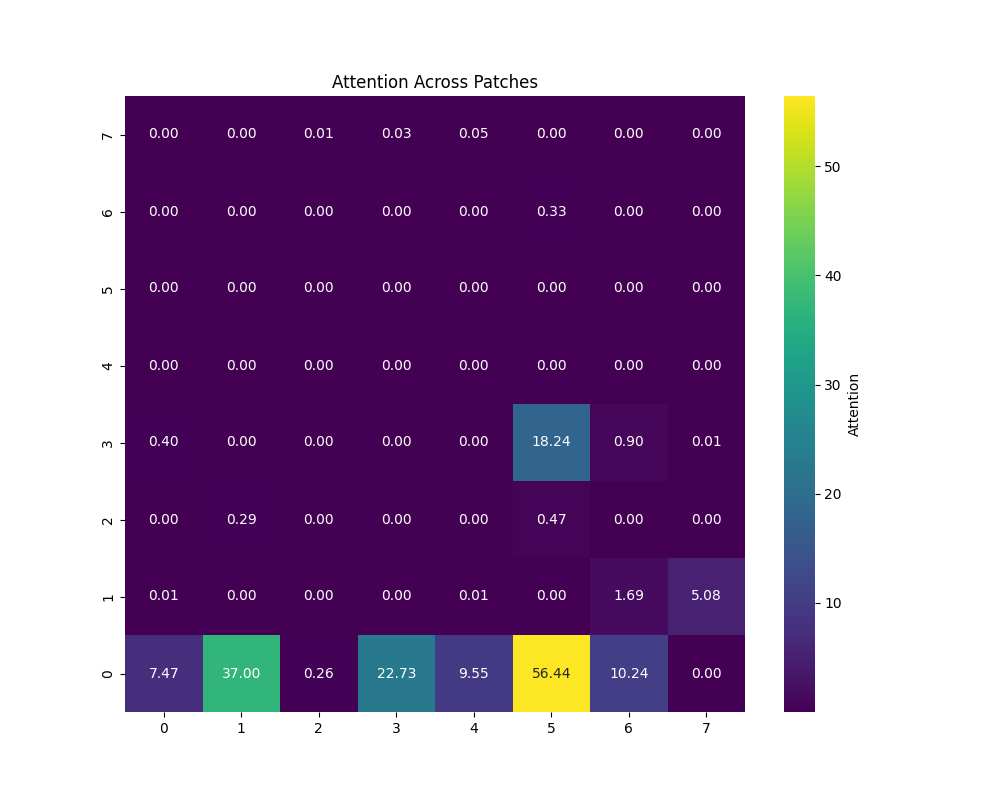 Attention Across Patches
7 0.00 0.00 0.01 0.03 0.05 0.00 0.00 0.00
6 0.00 0.00 0.00 0.00 0.00 0.33 0.00 0.00
5 0.00 0.00 0.00 0.00 0.00 0.00 0.00 0.00
4 0.00 0.00 0.00 0.00 0.00 0.00 0.00 0.00
3 0.40 0.00 0.00 0.00 0.00 18.24 0.90 0.01
2 0.00 0.29 0.00 0.00 0.00 0.47 0.00 0.00
1 0.01 0.00 0.00 0.00 0.01 0.00 1.69 5.08
0 7.47 37.00 0.26 22.73 9.55 56.44 10.24 0.00
0 1 2 3 4 5 6 7
50
40
30
20
10
Attention